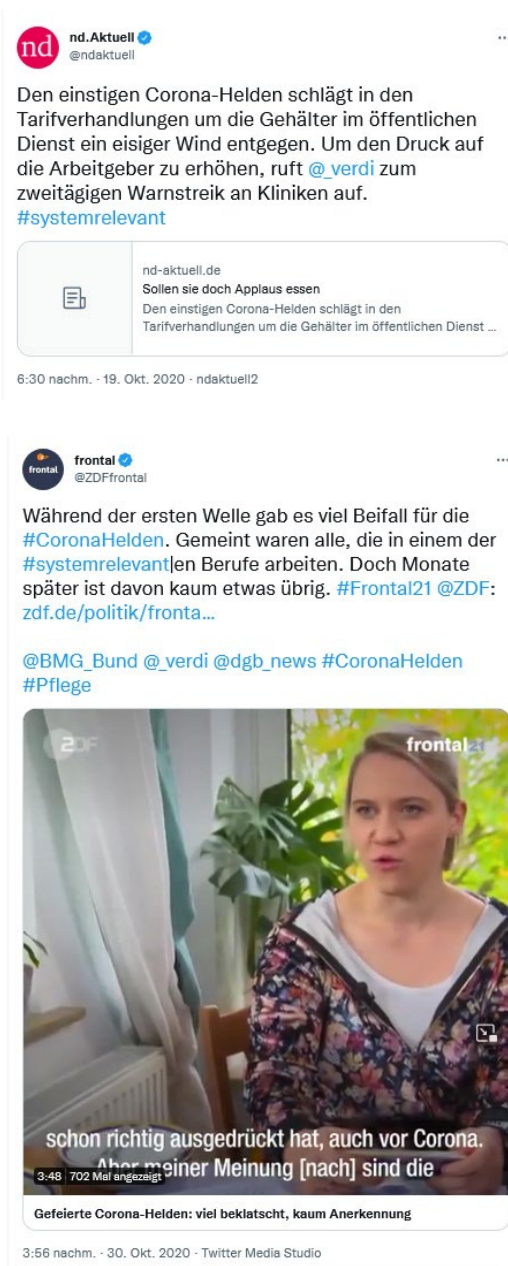 nd
nd.Aktuell
@ndaktuell
Den einstigen Corona-Helden schlägt in den
Tarifverhandlungen um die Gehälter im öffentlichen
Dienst ein eisiger Wind entgegen. Um den Druck auf
die Arbeitgeber zu erhöhen, ruft @_verdi zum
zweitägigen Warnstreik an Kliniken auf.
#systemrelevant
nd-aktuell.de
Sollen sie doch Applaus essen
Den einstigen Corona-Helden schlägt in den
Tarifverhandlungen um die Gehälter im öffentlichen Dienst ...
6:30 nachm. · 19. Okt. 2020 · ndaktuell2
frontal
frontal
@ZDFfrontal
Während der ersten Welle gab es viel Beifall für die
#CoronaHelden. Gemeint waren alle, die in einem der
#systemrelevant|en Berufe arbeiten. Doch Monate
später ist davon kaum etwas übrig. #Frontal21 @ZDF:
zdf.de/politik/fronta...
@BMG_Bund @_verdi @dgb_news #CoronaHelden
#Pflege
ZDF
frontal21
schon richtig ausgedrückt hat, auch vor Corona.
Aber meiner Meinung [nach] sind die
3:48 702 Mal angezeigt
Gefeierte Corona-Helden: viel beklatscht, kaum Anerkennung
3:56 nachm. · 30. Okt. 2020 · Twitter Media Studio